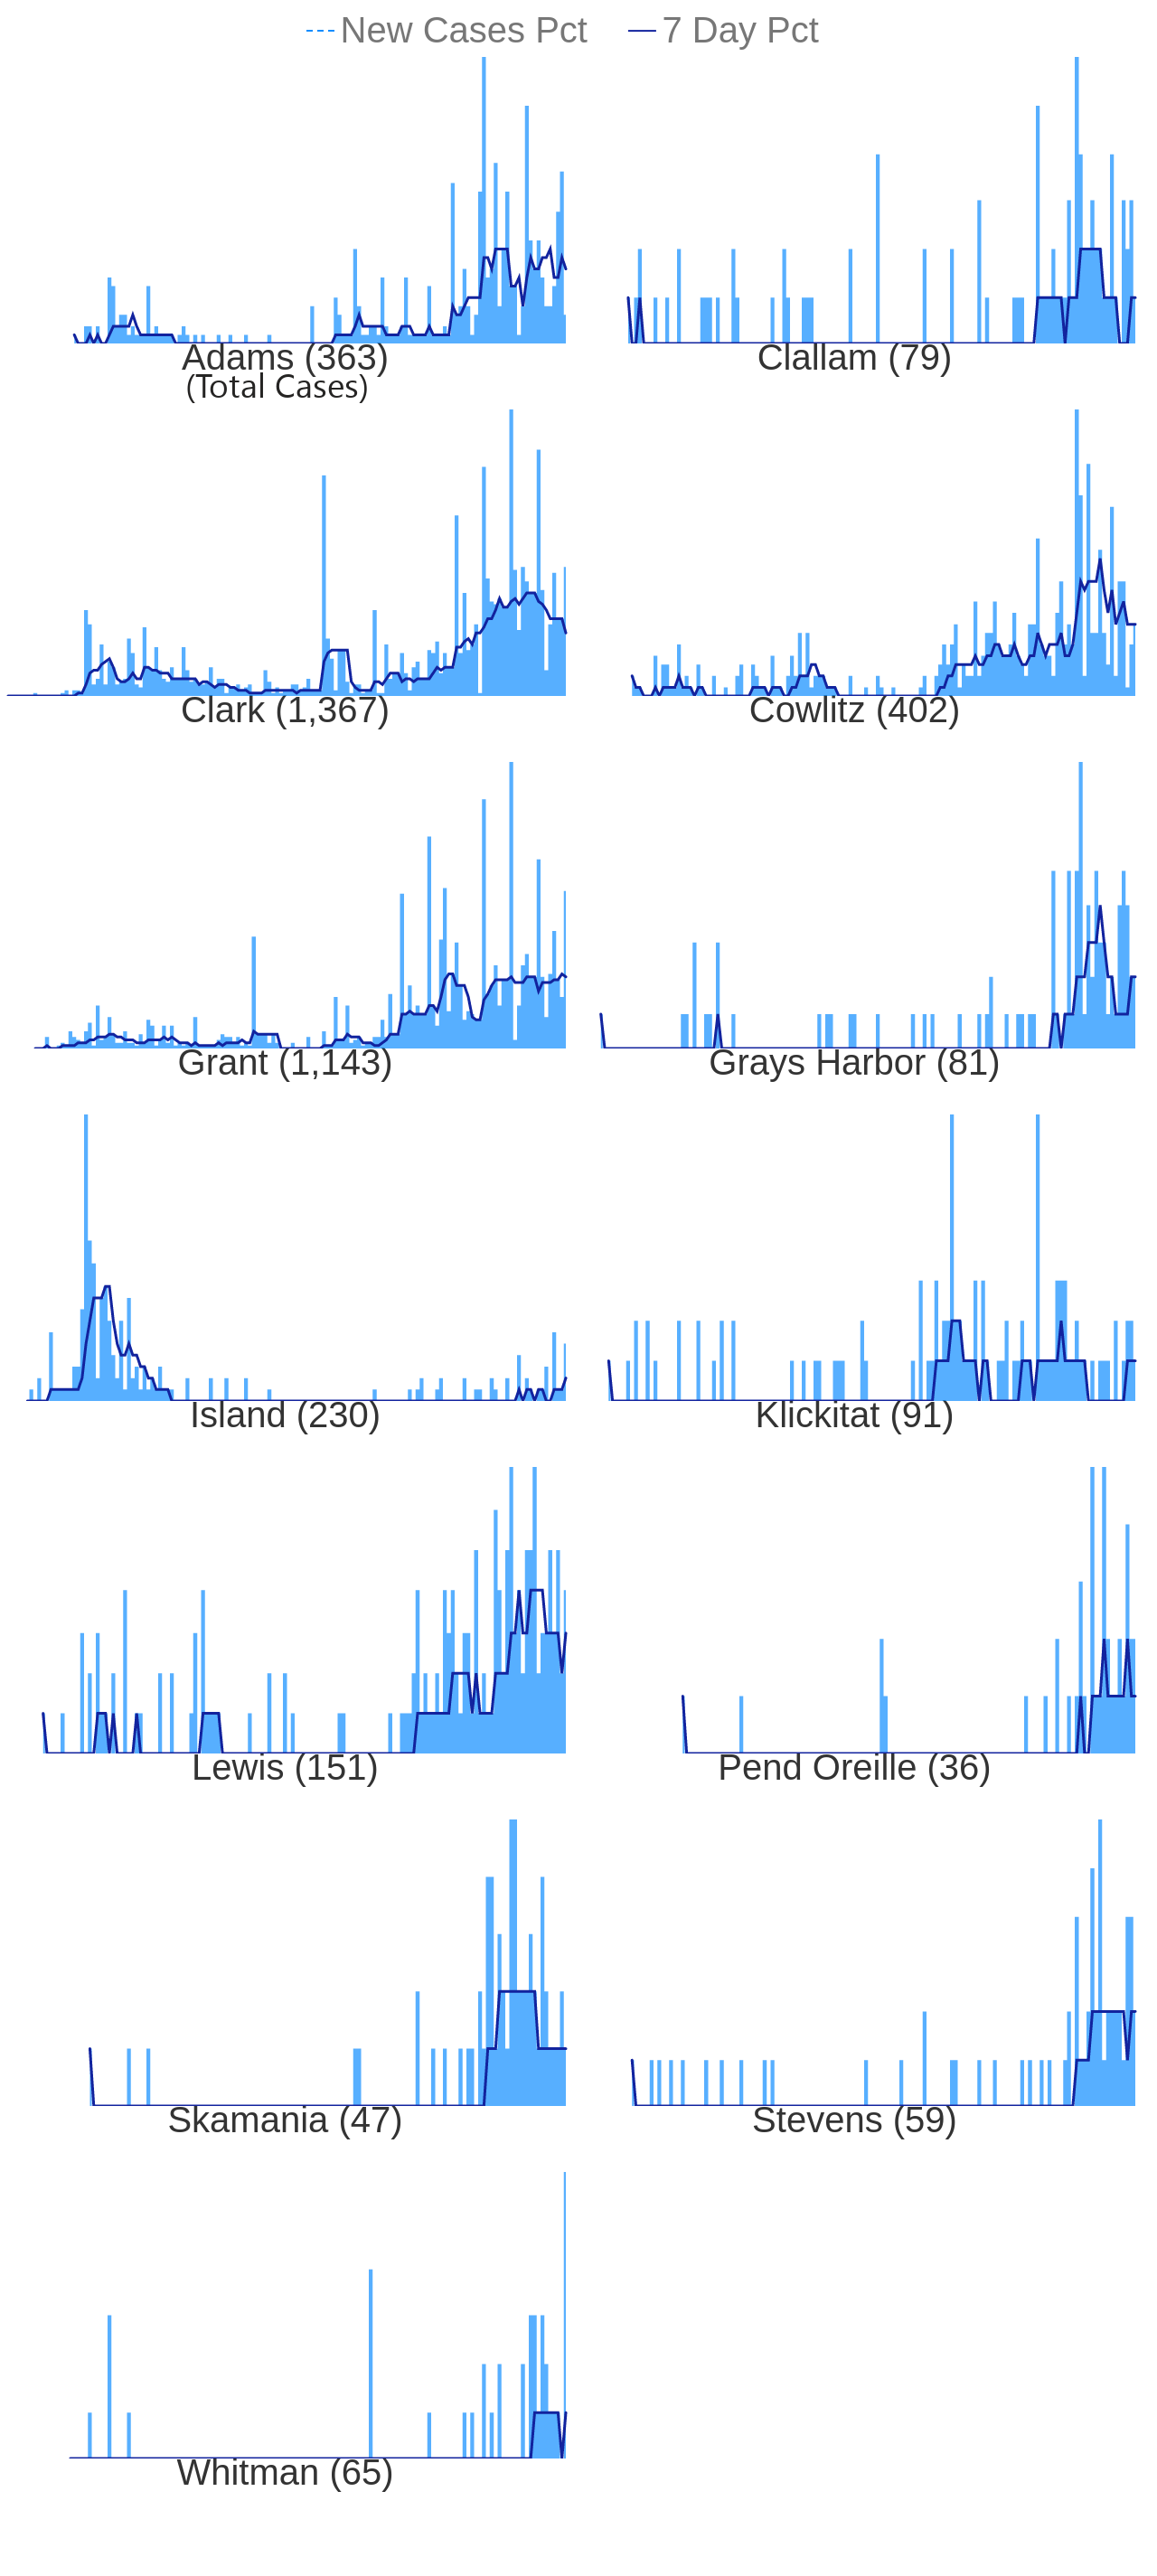 New Cases Pct 7 Day Pct
Adams (363) Clallam (79)
(Total Cases)
Clark (1,367) Cowlitz (402)
Grant (1,143) Grays Harbor (81)
Island (230) Klickitat (91)
Lewis (151) Pend Oreille (36)
Skamania (47) Stevens (59)
Whitman (65)